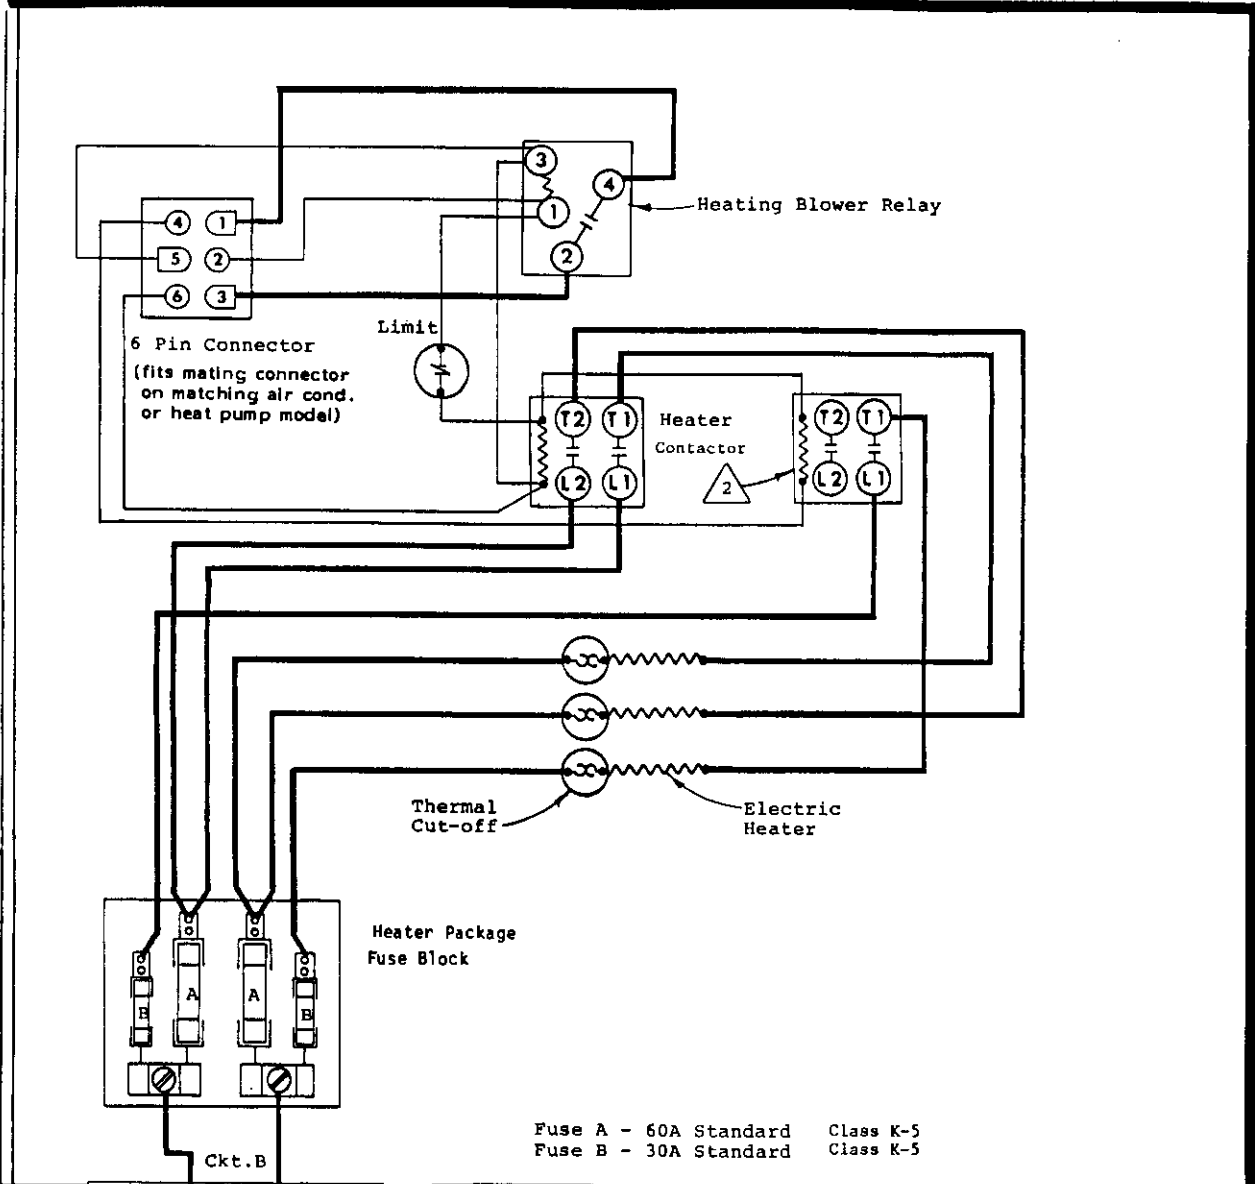 3
4
Heating Blower Relay
1
2
4
1
5
2
6
3
Limit
6 Pin Connector
(fits mating connector
on matching air cond.
or heat pump model)
T2
T1
Heater
Contactor
L2
L1
2
T2
T1
L2
L1
Thermal
Cut-off
Electric
Heater
Heater Package
Fuse Block
B
A
A
B
Ckt.B
Fuse A - 60A Standard Class K-5
Fuse B - 30A Standard Class K-5